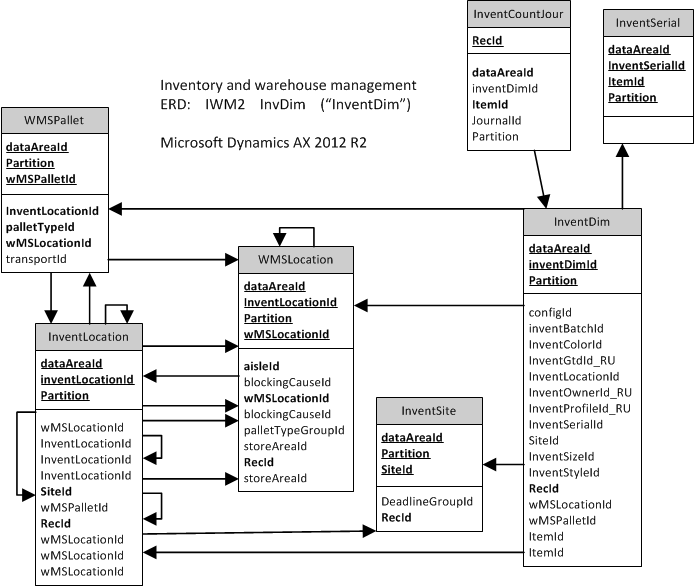 InventCountJour
RecId
dataAreaId
inventDimId
ItemId
JournalId
Partition
InventSerial
dataAreaId
InventSerialId
ItemId
Partition
Inventory and warehouse management
ERD: IWM2 InvDim ("InventDim")
Microsoft Dynamics AX 2012 R2
WMSPallet
dataAreaId
Partition
wMSPalletId
InventLocationId
palletTypeId
wMSLocationId
transportId
WMSLocation
dataAreaId
InventLocationId
Partition
wMSLocationId
aisleId
blockingCauseId
wMSLocationId
blockingCauseId
palletTypeGroupId
storeAreaId
RecId
storeAreaId
InventDim
dataAreaId
inventDimId
Partition
configId
inventBatchId
InventColorId
InventGtdId_RU
InventLocationId
InventOwnerId_RU
InventProfileId_RU
InventSerialId
SiteId
InventSizeId
InventStyleId
RecId
wMSLocationId
wMSPalletId
ItemId
ItemId
InventLocation
dataAreaId
inventLocationId
Partition
wMSLocationId
InventLocationId
InventLocationId
InventLocationId
SiteId
wMSPalletId
RecId
wMSLocationId
wMSLocationId
wMSLocationId
InventSite
dataAreaId
Partition
SiteId
DeadlineGroupId
RecId